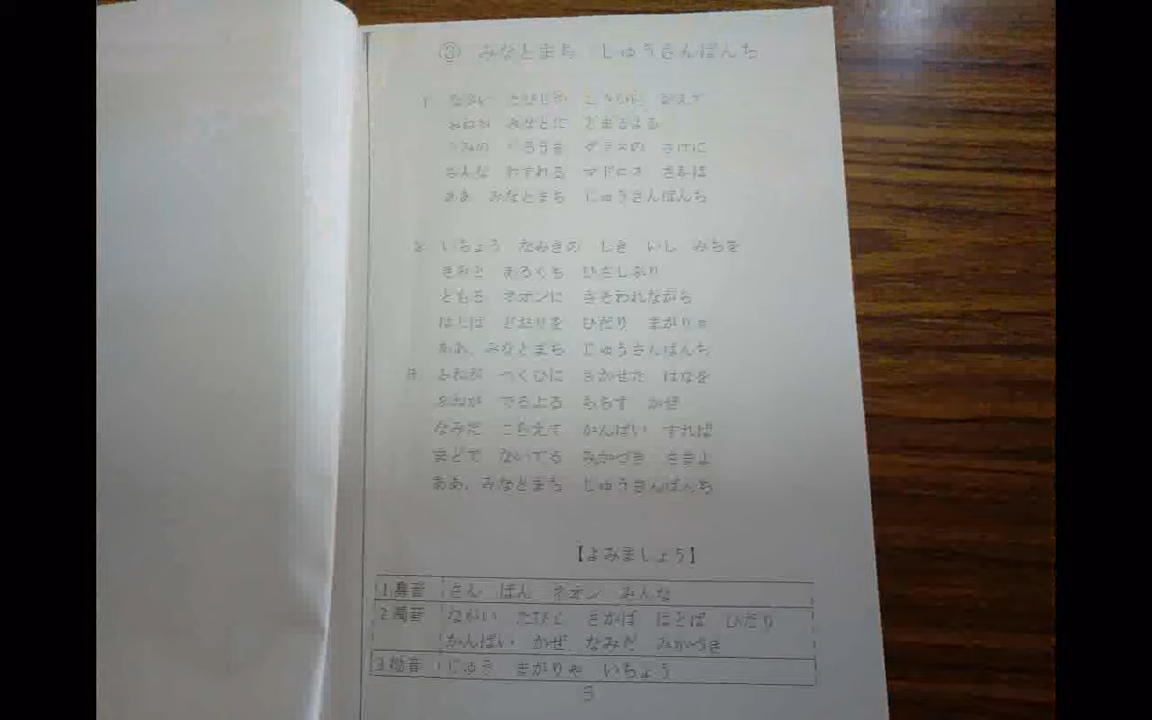 ③ みなとまち じゅうさんばんち
ながい たびじの
ふねが みなとに とまるよる
うみの くろうを グラスの さけに
みんな わすれる マドロス さかば
ああ みなとまち じゅうさんばんち
いちょう なみきの しき いし みちを
きみと あるくも ひさしぶり
ともる ネオンに さそわれながら
はとば どおりを ひだり まがりゃ
ああ、みなとまち じゅうさんばんち
ふねが つくひに さかせた はなを
ふねが でるよる ちらす かぜ
なみだ こらえて かんぱい すれば
まどで ないてる みかづき さまよ
ああ、みなとまち じゅうさんばんち
【よみましょう】
1 鼻音 さん ばん ネオン みんな
2 濁音 ながい たびじ さかば はとば ひだり
かんぱい かぜ なみだ みかづき
3 拗音 じゅう まがりゃ いちょう
3